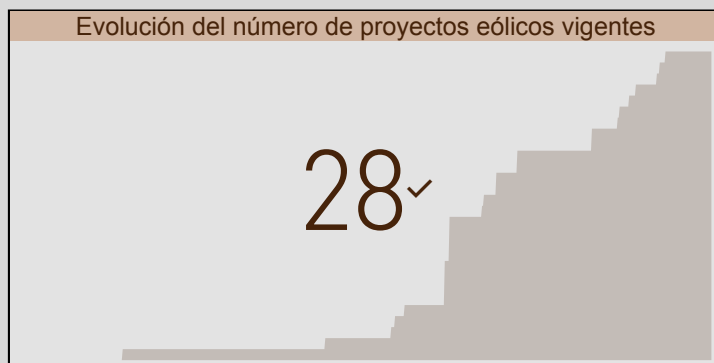 Evolución del número de proyectos eólicos vigentes
28✓